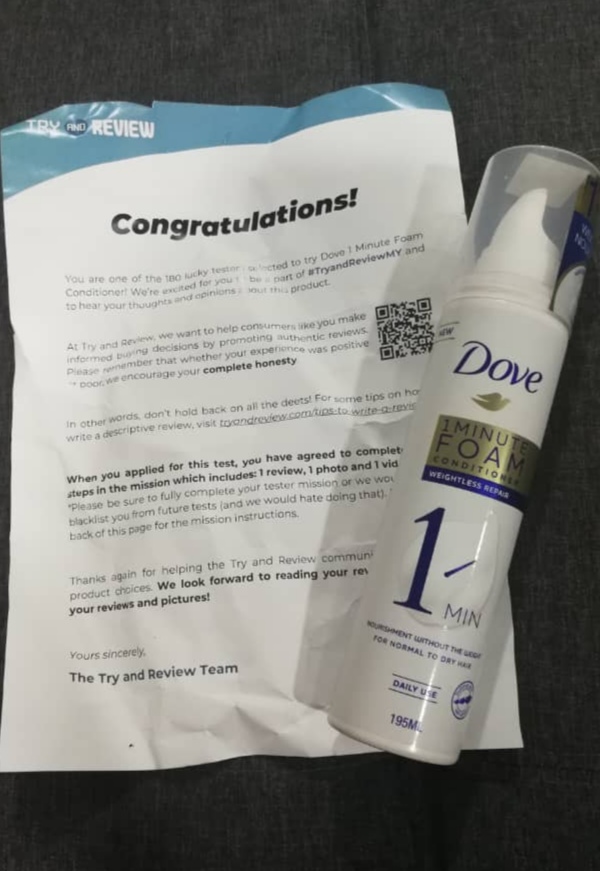 TRY AND REVIEW
Congratulations!
You are one of the 180 lucky testers selected to try Dove 1 Minute Foam
Conditioner! We're excited for you to be a part of #TryandReviewMY and
to hear your thoughts and opinions about this product.
At Try and Review, we want to help consumers like you make
informed buying decisions by promoting authentic reviews.
Please remember that whether your experience was positive
or poor, we encourage your complete honesty
In other words, don't hold back on all the deets! For some tips on
write a descriptive review, visit tryandreview.com/tips-to-write-a-revie
When you applied for this test, you have agreed to complet
steps in the mission which includes: 1 review, 1 photo and 1 vid
*Please be sure to fully complete your tester mission or we wou
blacklist you from future tests (and we would hate doing that).
back of this page for the mission instructions.
Thanks again for helping the Try and Review communi
product choices. We look forward to reading your rev
your reviews and pictures!
Yours sincerely,
The Try and Review Team
NEW
Dove
1 MINUTE
FOAM
CONDITIONER
WEIGHTLESS REPAIR
1 MIN
NOURISHMENT WITHOUT THE WEIGHT
FOR NORMAL TO DRY HAIR
DAILY USE
195ML